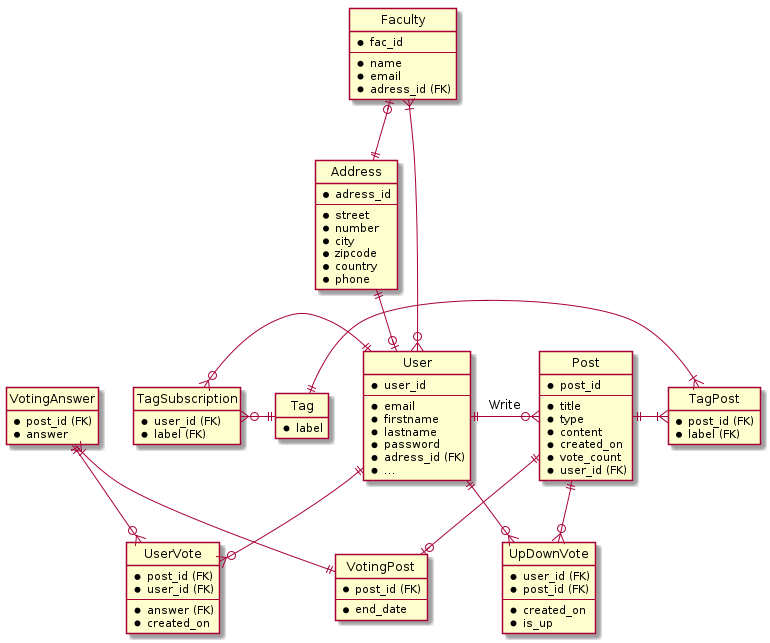 Faculty
fac_id
name
email
adress_id (FK)
Address
adress_id
street
number
city
zipcode
country
phone
User
user_id
email
firstname
lastname
password
adress_id (FK)
...
Write
Post
post_id
title
type
content
created_on
vote_count
user_id (FK)
VotingAnswer
post_id (FK)
answer
TagSubscription
user_id (FK)
label (FK)
Tag
label
TagPost
post_id (FK)
label (FK)
UserVote
post_id (FK)
user_id (FK)
answer (FK)
created_on
VotingPost
post_id (FK)
end_date
UpDownVote
user_id (FK)
post_id (FK)
created_on
is_up